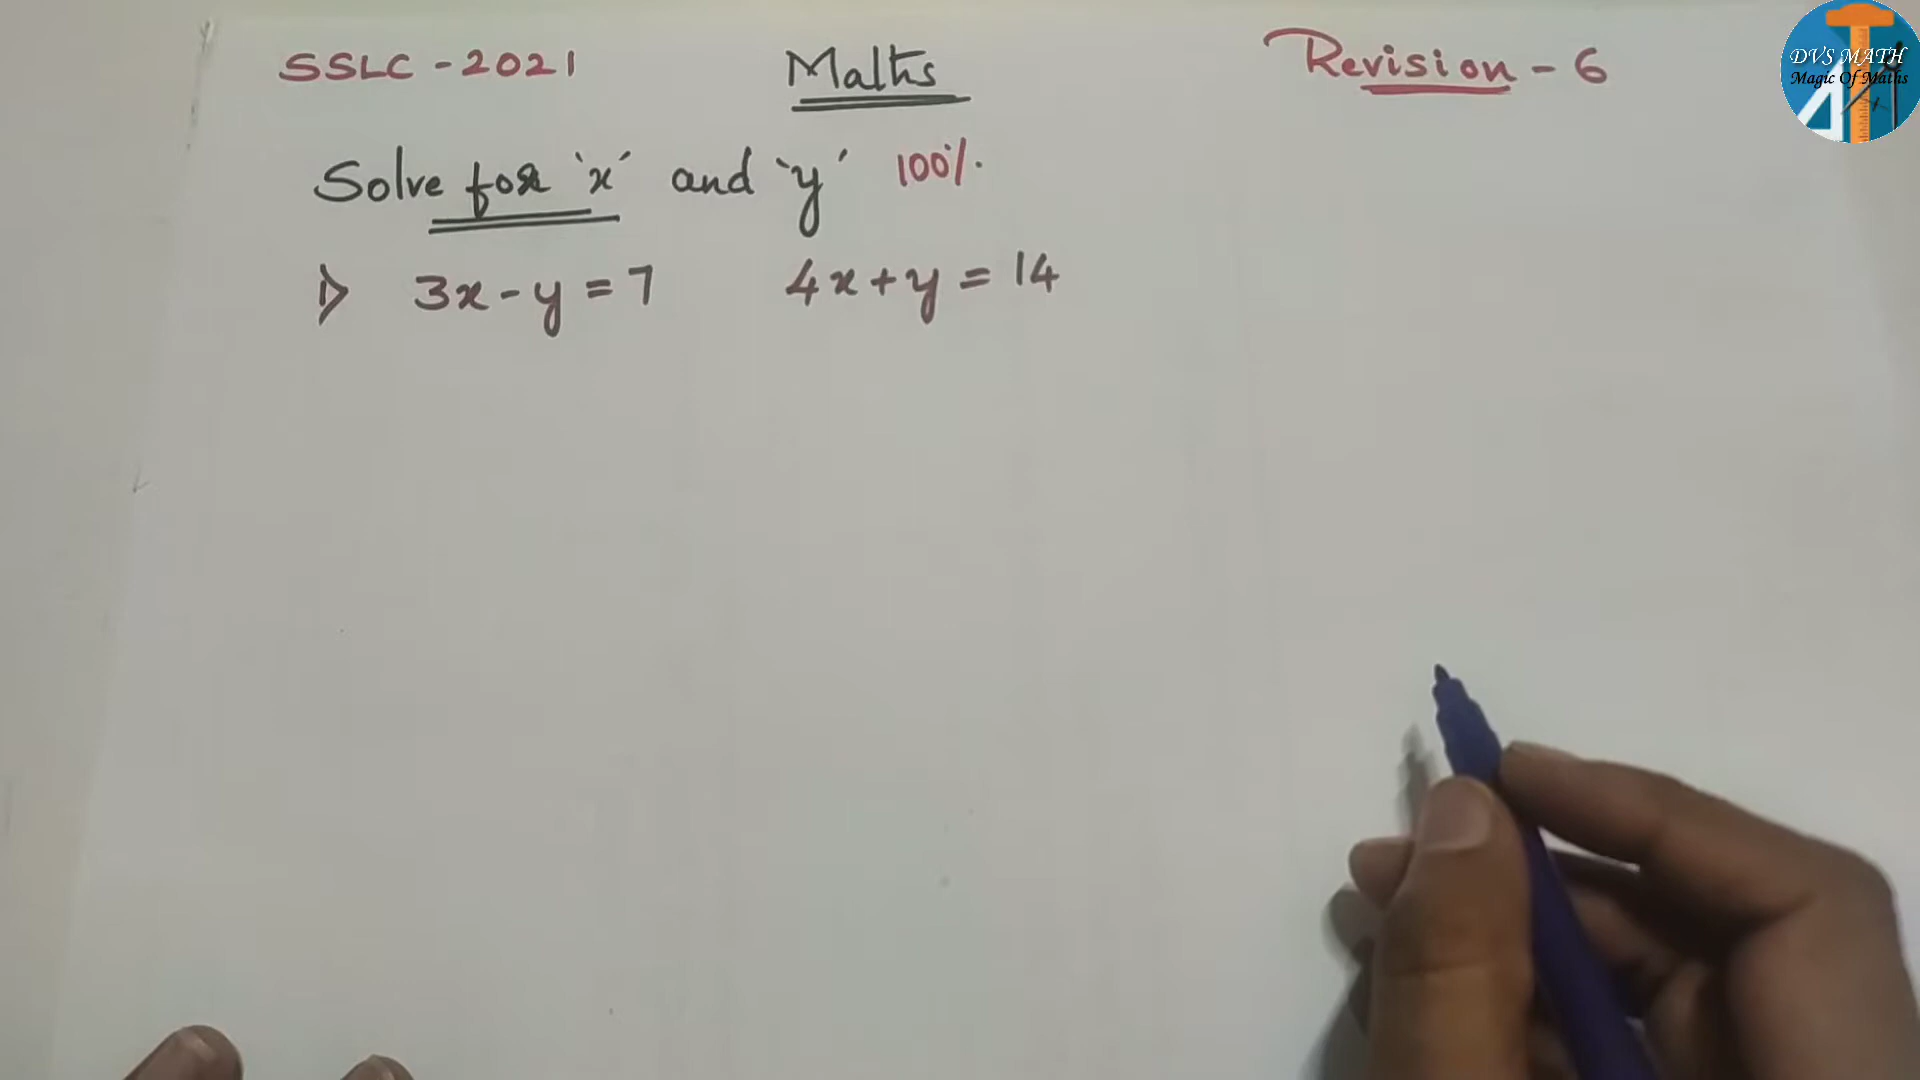 SSLC - 2021 Maths Revision - 6
DVS MATH
Magic Of Maths
Solve for 'x' and 'y' 100%.
1> 3x - y = 7 4x + y = 14